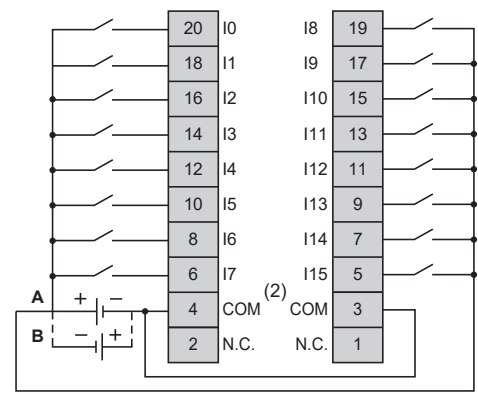 20 I0 I8 19
18 I1 I9 17
16 I2 I10 15
14 I3 I11 13
12 I4 I12 11
10 I5 I13 9
8 I6 I14 7
6 I7 I15 5
(2)
A + − 4 COM COM 3
B − + 2 N.C. N.C. 1